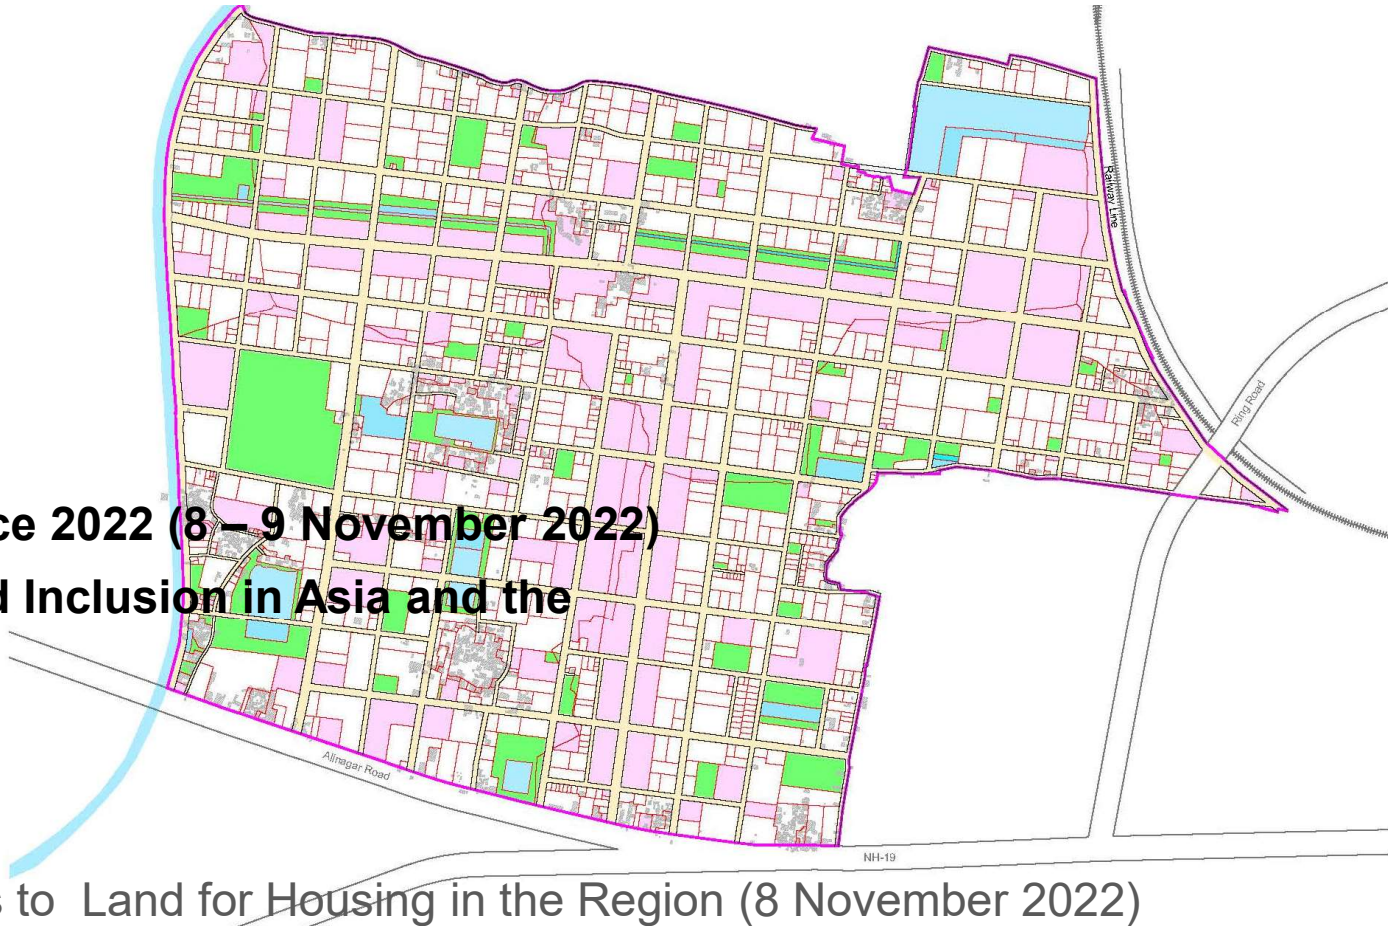 Railway Line
Ring Road
ce 2022 (8 – 9 November 2022)
d Inclusion in Asia and the
Alinagar Road
NH-19
s to Land for Housing in the Region (8 November 2022)